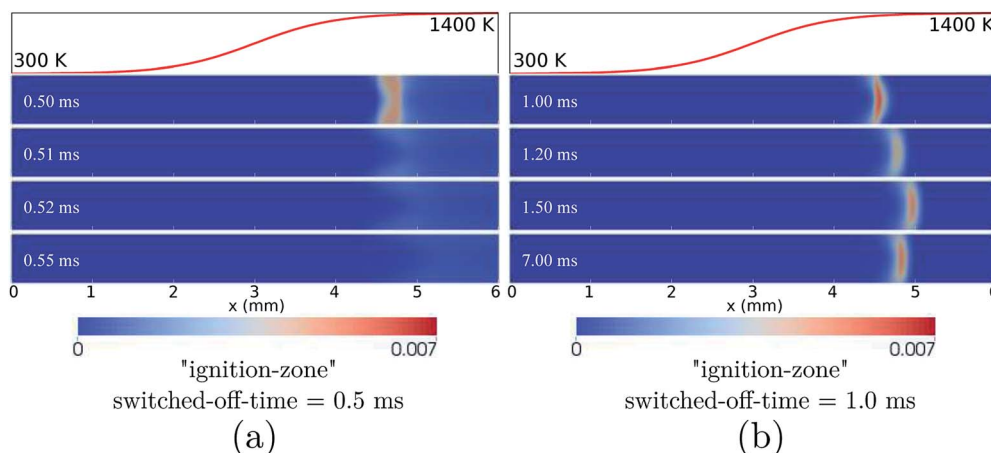 1400 K
300 K
0.50 ms
0.51 ms
0.52 ms
0.55 ms
0 1 2 3 4 5 6
x (mm)
0 0.007
"ignition-zone"
switched-off-time = 0.5 ms
(a)
1400 K
300 K
1.00 ms
1.20 ms
1.50 ms
7.00 ms
0 1 2 3 4 5 6
x (mm)
0 0.007
"ignition-zone"
switched-off-time = 1.0 ms
(b)